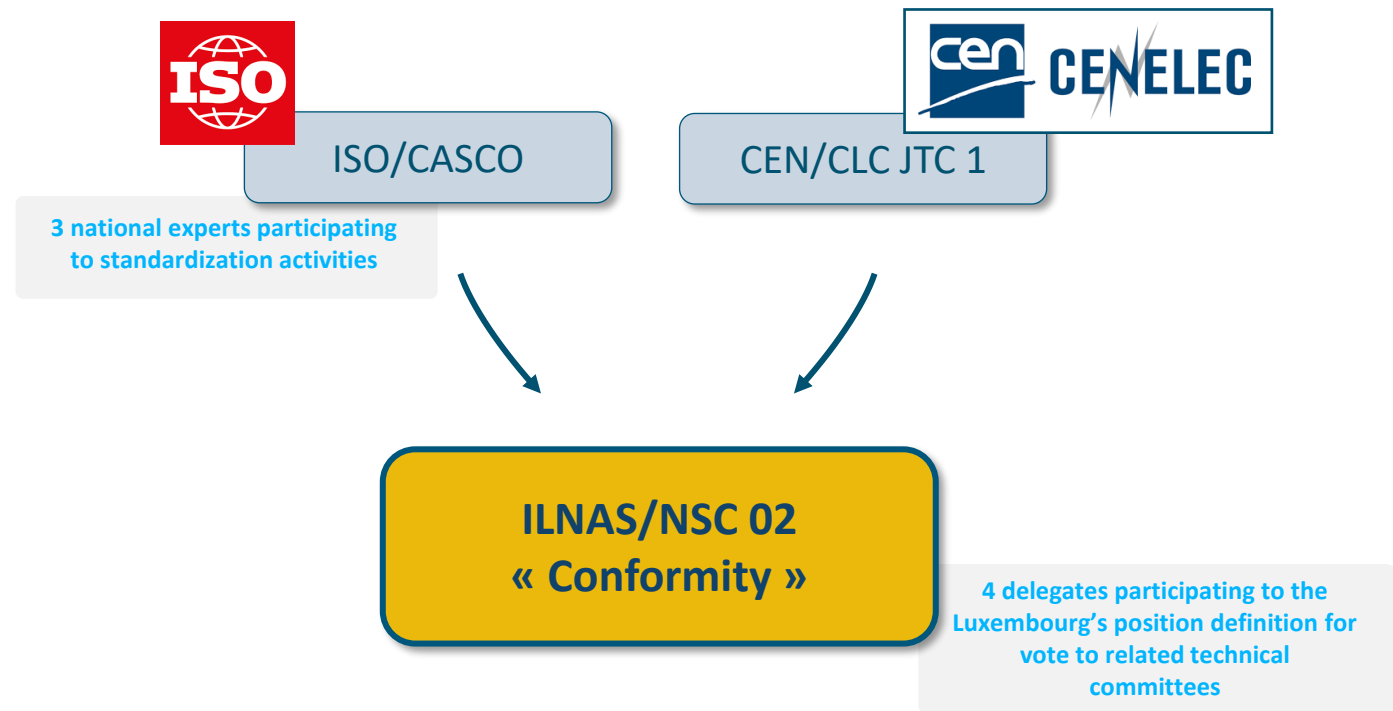 ISO
cen CENELEC
ISO/CASCO
CEN/CLC JTC 1
3 national experts participating
to standardization activities
ILNAS/NSC 02
« Conformity »
4 delegates participating to the
Luxembourg’s position definition for
vote to related technical
committees